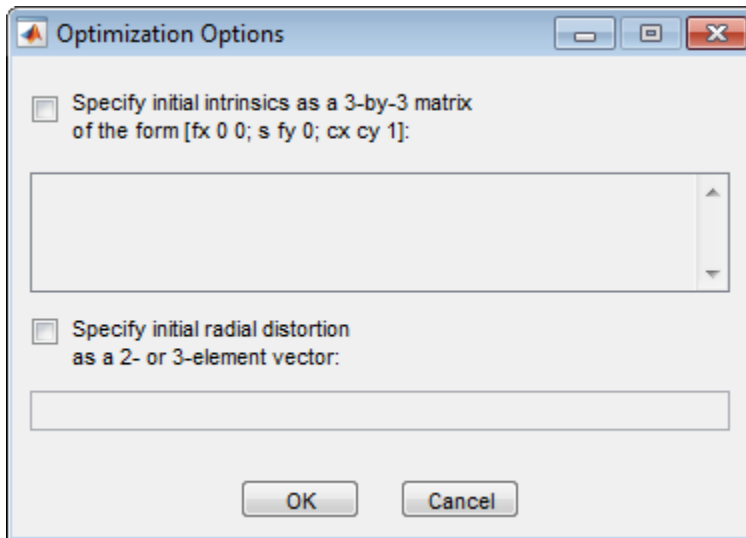 Optimization Options
Specify initial intrinsics as a 3-by-3 matrix
of the form [fx 0 0; s fy 0; cx cy 1]:
Specify initial radial distortion
as a 2- or 3-element vector:
OK
Cancel